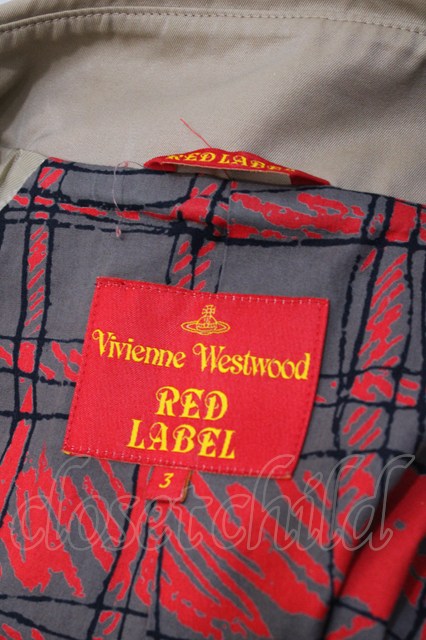 RED LABEL
Vivienne Westwood
RED
LABEL
3
closetchild